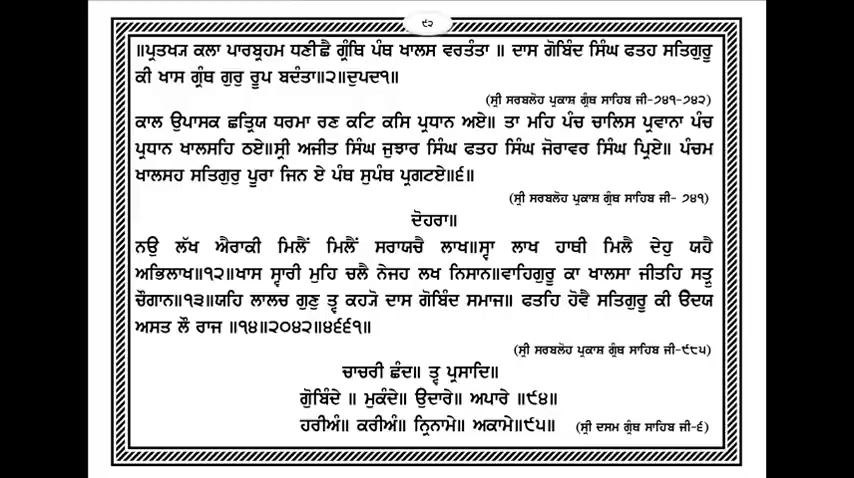 ੯੨
॥ਪ੍ਰਤਖ੍ਯ ਕਲਾ ਪਾਰਬ੍ਰਹਮ ਧਣੀ ਛੈ ਗ੍ਰੰਥਿ ਪੰਥ ਖਾਲਸ ਵਰਤੰਤਾ ॥ ਦਾਸ ਗੋਬਿੰਦ ਸਿੰਘ ਫਤਹ ਸਤਿਗੁਰੂ
ਕੀ ਖਾਸ ਗ੍ਰੰਥ ਗੁਰੁ ਰੂਪ ਬਦੰਤਾ॥੨॥ਦੁਪਦ੧॥
(ਸ੍ਰੀ ਸਰਬਲੋਹ ਪ੍ਰਕਾਸ਼ ਗ੍ਰੰਥ ਸਾਹਿਬ ਜੀ-੭੪੧-੭੪੨)
ਕਾਲ ਉਪਾਸਕ ਛਤ੍ਰਿਯ ਧਰਮਾ ਰਣ ਕਟਿ ਕਸਿ ਪ੍ਰਧਾਨ ਅਏ॥ ਤਾ ਮਹਿ ਪੰਚ ਚਾਲਿਸ ਪ੍ਰਵਾਨਾ ਪੰਚ
ਪ੍ਰਧਾਨ ਖਾਲਸਹਿ ਠਏ॥ਸ੍ਰੀ ਅਜੀਤ ਸਿੰਘ ਜੁਝਾਰ ਸਿੰਘ ਫਤਹ ਸਿੰਘ ਜੋਰਾਵਰ ਸਿੰਘ ਪ੍ਰਿਏ॥ ਪੰਚਮ
ਖਾਲਸਹ ਸਤਿਗੁਰੁ ਪੂਰਾ ਜਿਨ ਏ ਪੰਥ ਸੁਪੰਥ ਪ੍ਰਗਟਏ॥੬॥
(ਸ੍ਰੀ ਸਰਬਲੋਹ ਪ੍ਰਕਾਸ਼ ਗ੍ਰੰਥ ਸਾਹਿਬ ਜੀ- ੭੪੧)
ਦੋਹਰਾ॥
ਨਉ ਲੱਖ ਐਰਾਕੀ ਮਿਲੈਂ ਮਿਲੈਂ ਸਰਾਯਚੈ ਲਾਖ॥ਸ੍ਵਾ ਲਾਖ ਹਾਥੀ ਮਿਲੈ ਦੇਹੁ ਯਹੈ
ਅਭਿਲਾਖ॥੧੨॥ਖਾਸ ਸ੍ਵਾਰੀ ਮੁਹਿ ਚਲੈ ਨੇਜਹ ਲਖ ਨਿਸਾਨ॥ਵਾਹਿਗੁਰੂ ਕਾ ਖਾਲਸਾ ਜੀਤਹਿ ਸਤ੍ਰੁ
ਚੌਗਾਨ॥੧੩॥ਯਹਿ ਲਾਲਚ ਗੁਣੁ ਤ੍ਵ ਕਹ੍ਯੋ ਦਾਸ ਗੋਬਿੰਦ ਸਮਾਜ॥ ਫਤਹਿ ਹੋਵੈ ਸਤਿਗੁਰੂ ਕੀ ਉਦਯ
ਅਸਤ ਲੌ ਰਾਜ ॥੧੪॥੨੦੪੨॥੪੬੬੧॥
(ਸ੍ਰੀ ਸਰਬਲੋਹ ਪ੍ਰਕਾਸ਼ ਗ੍ਰੰਥ ਸਾਹਿਬ ਜੀ-੯੮੫)
ਚਾਚਰੀ ਛੰਦ॥ ਤ੍ਵ ਪ੍ਰਸਾਦਿ॥
ਗੋੁਬਿੰਦੇ ॥ ਮੁਕੰਦੇ॥ ਉਦਾਰੇ॥ ਅਪਾਰੇ ॥੯੪॥
ਹਰੀਅੰ॥ ਕਰੀਅੰ॥ ਨ੍ਰਿਨਾਮੇ॥ ਅਕਾਮੇ॥੯੫॥ (ਸ੍ਰੀ ਦਸਮ ਗ੍ਰੰਥ ਸਾਹਿਬ ਜੀ-੬)